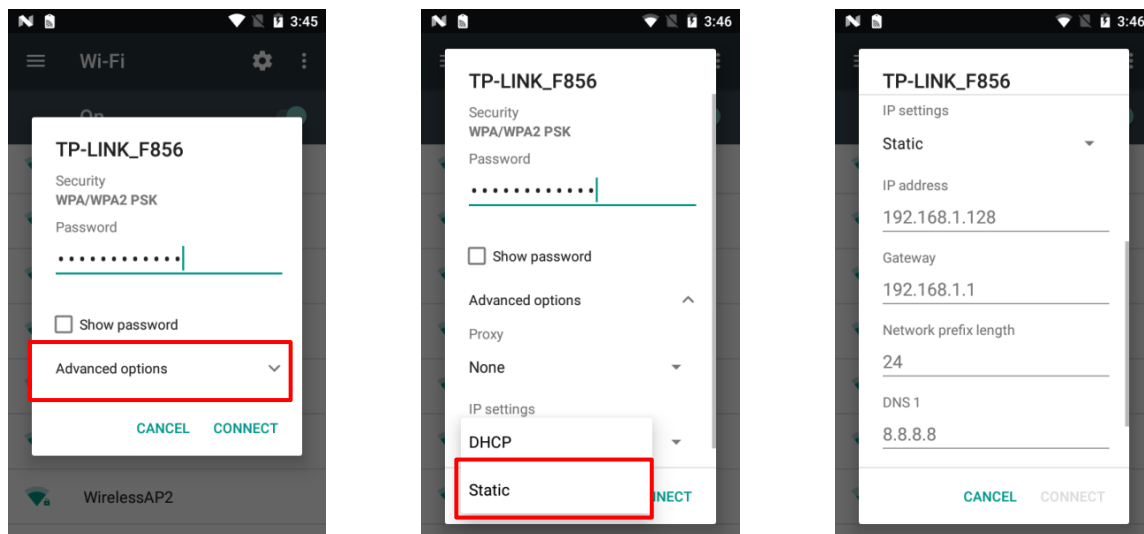 3:45
Wi-Fi
On
TP-LINK_F856
Security
WPA/WPA2 PSK
Password
Show password
Advanced options
CANCEL CONNECT
WirelessAP2
3:46
TP-LINK_F856
Security
WPA/WPA2 PSK
Password
Show password
Advanced options
Proxy
None
IP settings
DHCP
Static
NNECT
3:46
TP-LINK_F856
IP settings
Static
IP address
192.168.1.128
Gateway
192.168.1.1
Network prefix length
24
DNS 1
8.8.8.8
CANCEL CONNECT